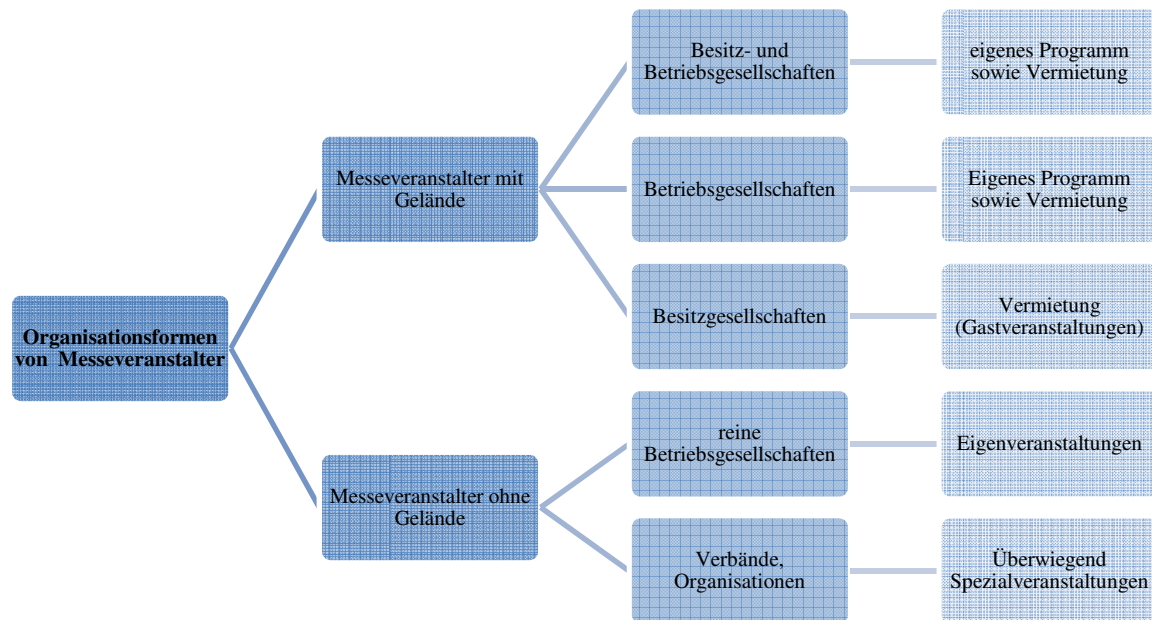 Organisationsformen
von Messeveranstalter
Messeveranstalter mit
Gelände
Besitz- und
Betriebsgesellschaften
eigenes Programm
sowie Vermietung
Betriebsgesellschaften
Eigenes Programm
sowie Vermietung
Besitzgesellschaften
Vermietung
(Gastveranstaltungen)
Messeveranstalter ohne
Gelände
reine
Betriebsgesellschaften
Eigenveranstaltungen
Verbände,
Organisationen
Überwiegend
Spezialveranstaltungen